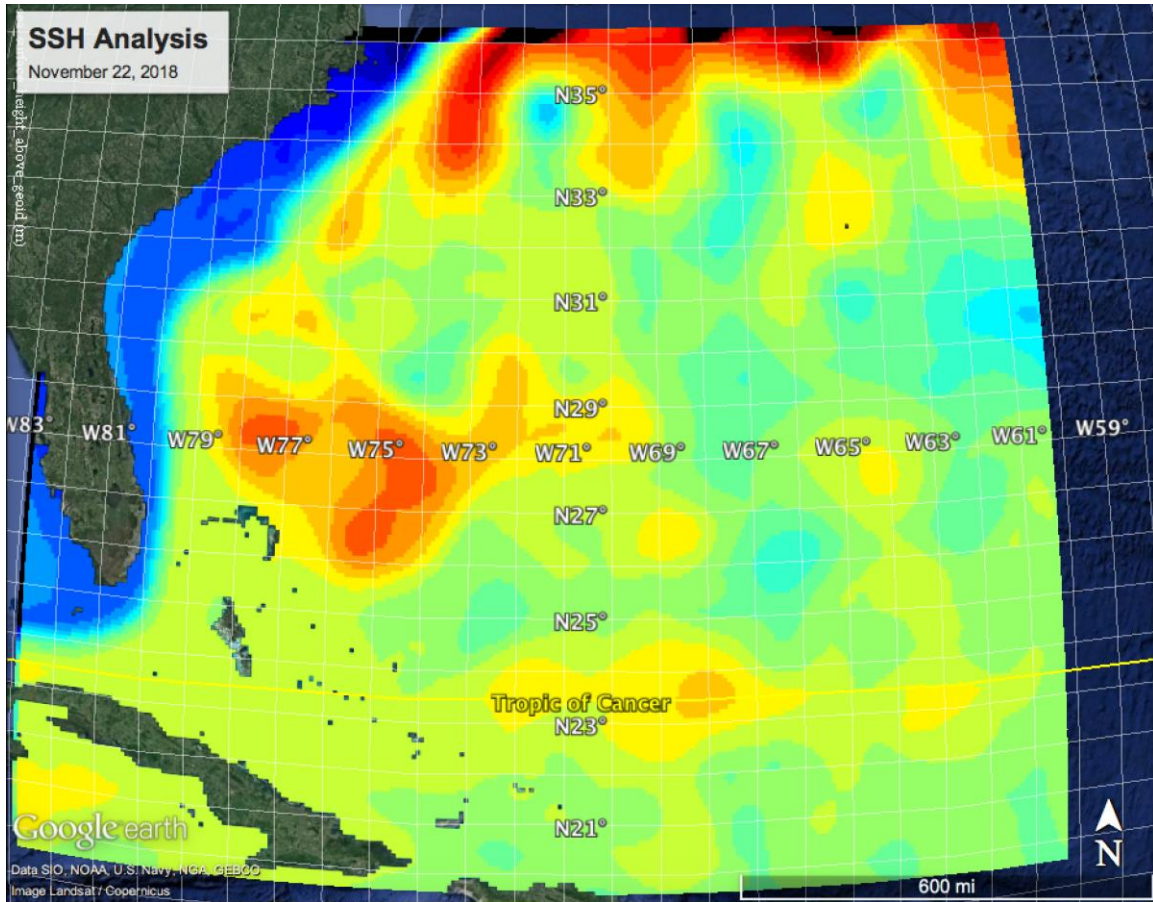 SSH Analysis
November 22, 2018
height_above_geoid (m)
N35°
N33°
N31°
N29°
W83° W81° W79° W77° W75° W73° W71° W69° W67° W65° W63° W61° W59°
N27°
N25°
Tropic of Cancer
N23°
N21°
Google earth
N
Data SIO, NOAA, U.S. Navy, NGA, GEBCO
Image Landsat / Copernicus
600 mi